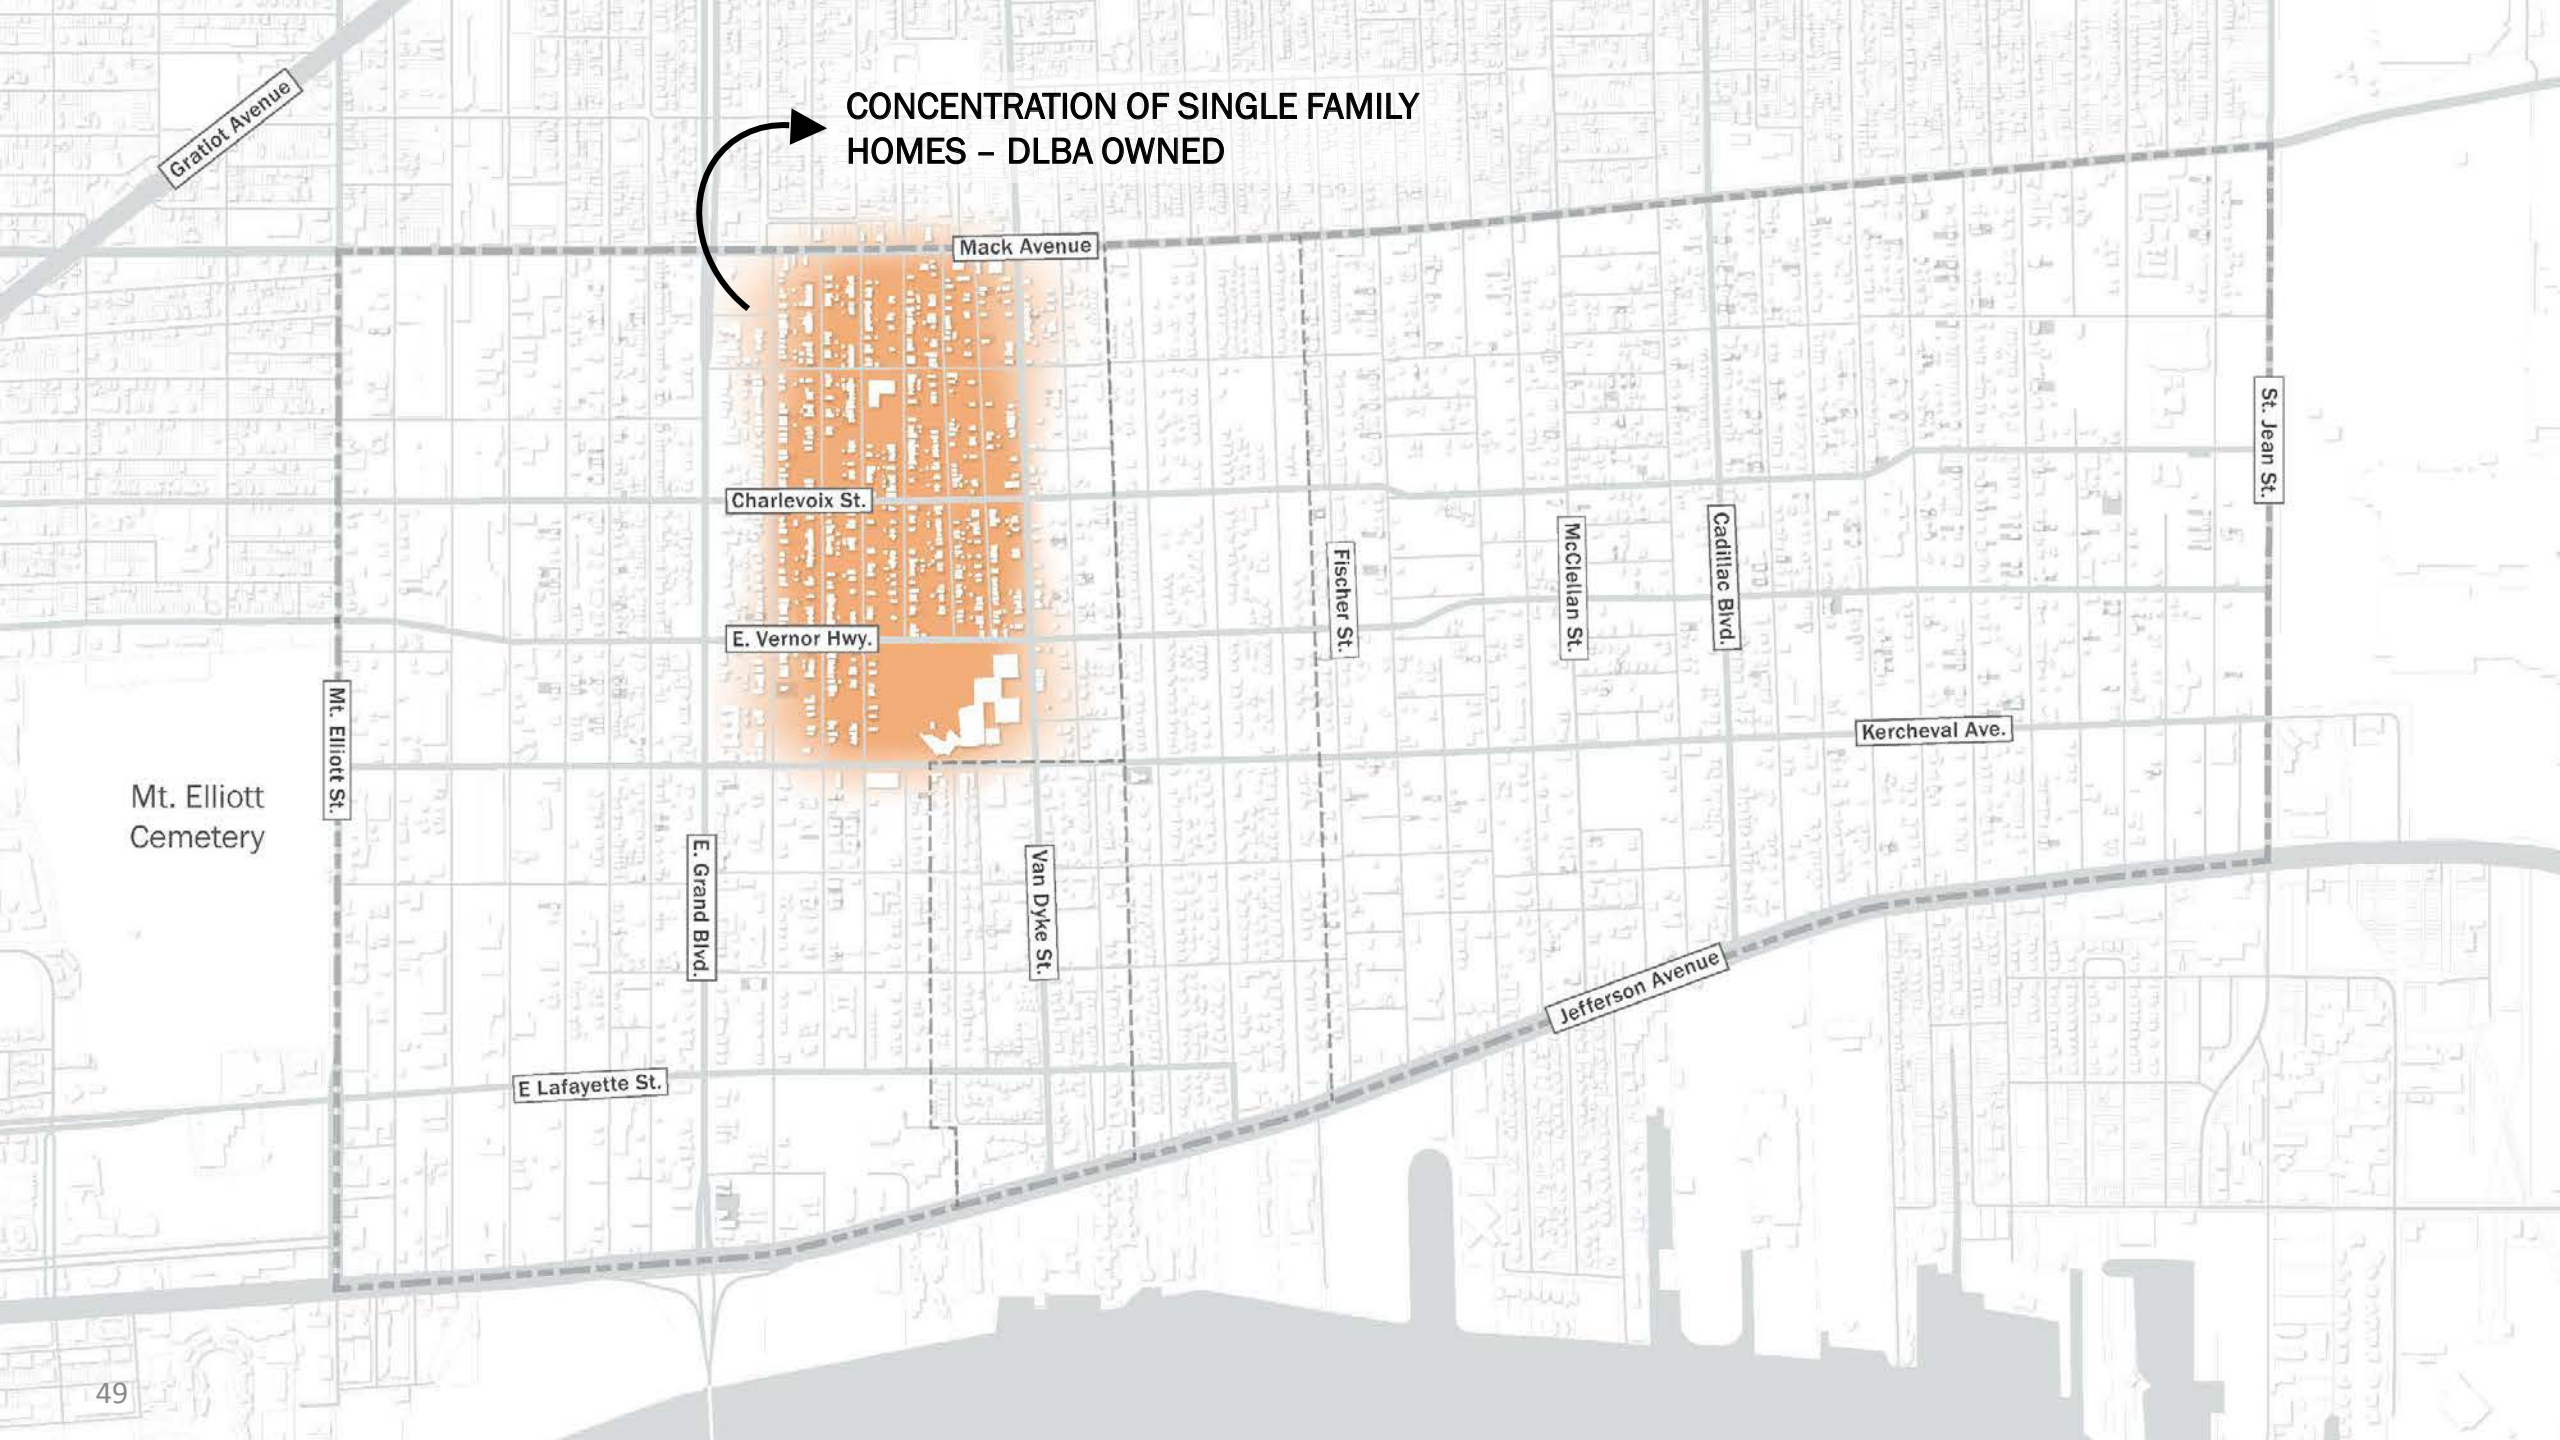 CONCENTRATION OF SINGLE FAMILY
HOMES – DLBA OWNED
Gratiot Avenue
Mack Avenue
Charlevoix St.
St. Jean St.
Fischer St.
McClellan St.
Cadillac Blvd.
E. Vernor Hwy.
Mt. Elliott St.
Kercheval Ave.
Mt. Elliott
Cemetery
E. Grand Blvd.
Van Dyke St.
Jefferson Avenue
E Lafayette St.
49